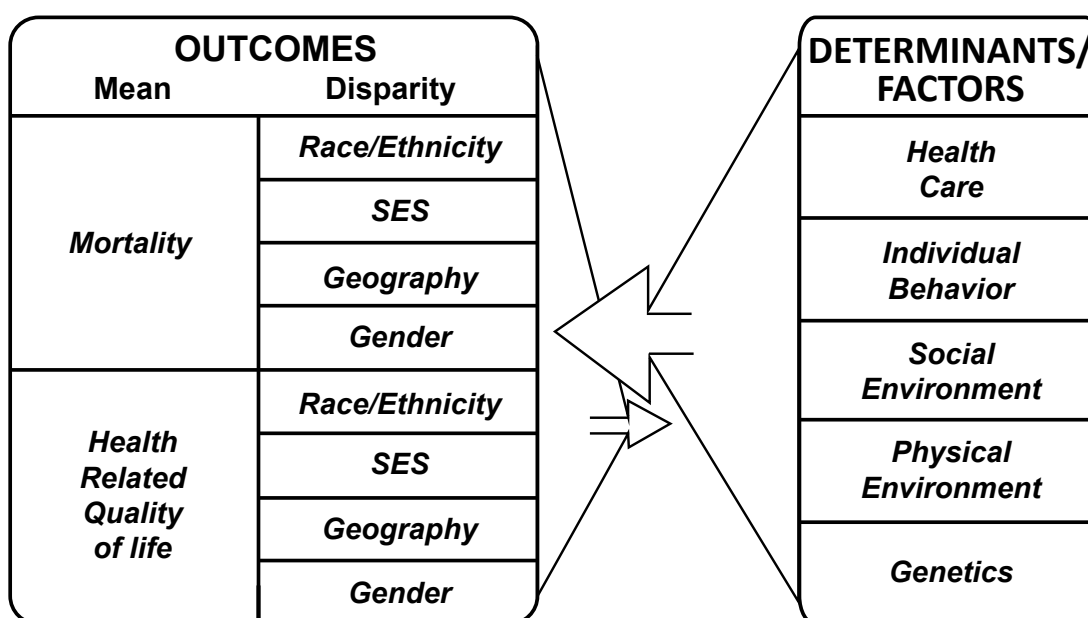 OUTCOMES
Mean Disparity
Mortality
Race/Ethnicity
SES
Geography
Gender
Health
Related
Quality
of life
Race/Ethnicity
SES
Geography
Gender
DETERMINANTS/
FACTORS
Health
Care
Individual
Behavior
Social
Environment
Physical
Environment
Genetics